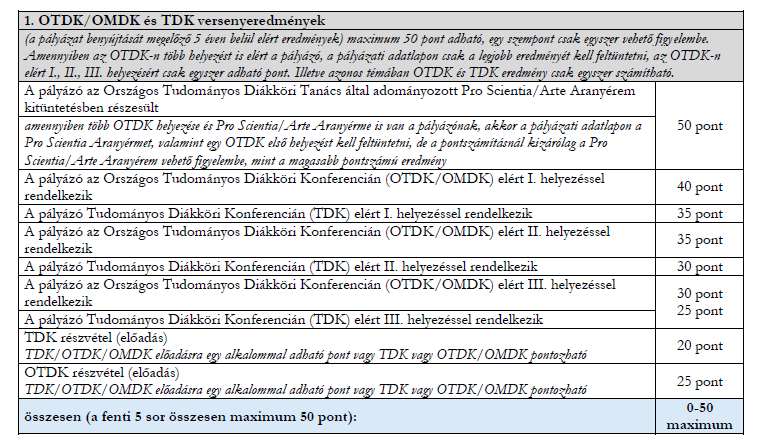 1. OTDK/OMDK és TDK versenyeredmények
(a pályázat benyújtását megelőző 5 éven belül elért eredmények) maximum 50 pont adható, egy szempont csak egyszer vehető figyelembe.
Amennyiben az OTDK-n több helyezést is elért a pályázó, a pályázati adatlapon csak a legjobb eredményét kell feltüntetni, az OTDK-n
elért I., II., III. helyezésért csak egyszer adható pont. Illetve azonos témában OTDK és TDK eredmény csak egyszer számítható.
A pályázó az Országos Tudományos Diákköri Tanács által adományozott Pro Scientia/Arte Aranyérem
kitüntetésben részesült
amennyiben több OTDK helyezése és Pro Scientia/Arte Aranyérme is van a pályázónak, akkor a pályázati adatlapon a
Pro Scientia Aranyérmet, valamint egy OTDK első helyezést kell feltüntetni, de a pontszámításnál kizárólag a Pro
Scientia/Arte Aranyérem vehető figyelembe, mint a magasabb pontszámú eredmény
50 pont
A pályázó az Országos Tudományos Diákköri Konferencián (OTDK/OMDK) elért I. helyezéssel
rendelkezik
40 pont
A pályázó Tudományos Diákköri Konferencián (TDK) elért I. helyezéssel rendelkezik
35 pont
A pályázó az Országos Tudományos Diákköri Konferencián (OTDK/OMDK) elért II. helyezéssel
rendelkezik
35 pont
A pályázó Tudományos Diákköri Konferencián (TDK) elért II. helyezéssel rendelkezik
30 pont
A pályázó az Országos Tudományos Diákköri Konferencián (OTDK/OMDK) elért III. helyezéssel
rendelkezik
30 pont
A pályázó Tudományos Diákköri Konferencián (TDK) elért III. helyezéssel rendelkezik
25 pont
TDK részvétel (előadás)
TDK/OTDK/OMDK előadásra egy alkalommal adható pont vagy TDK vagy OTDK/OMDK pontozható
20 pont
OTDK részvétel (előadás)
TDK/OTDK/OMDK előadásra egy alkalommal adható pont vagy TDK vagy OTDK/OMDK pontozható
25 pont
összesen (a fenti 5 sor összesen maximum 50 pont):
0-50
maximum